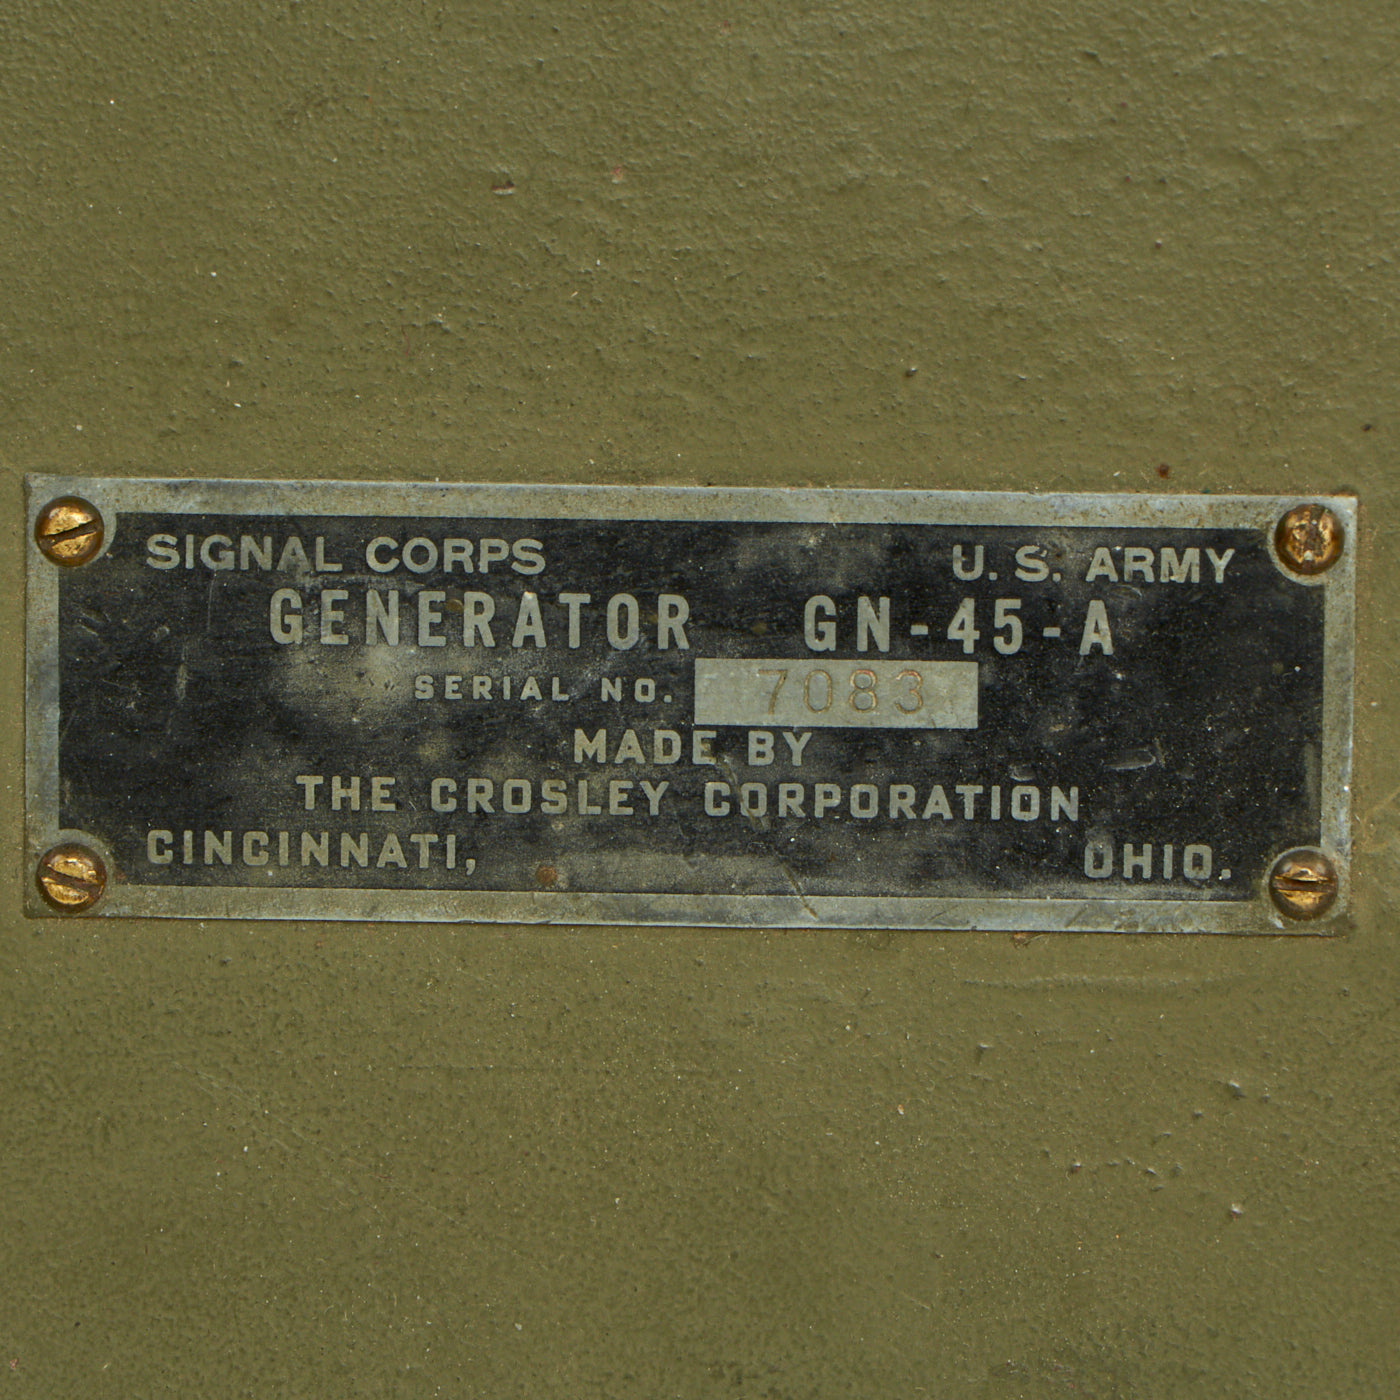 SIGNAL CORPS U. S. ARMY
GENERATOR GN-45-A
SERIAL NO. 7083
MADE BY
THE CROSLEY CORPORATION
CINCINNATI, OHIO.